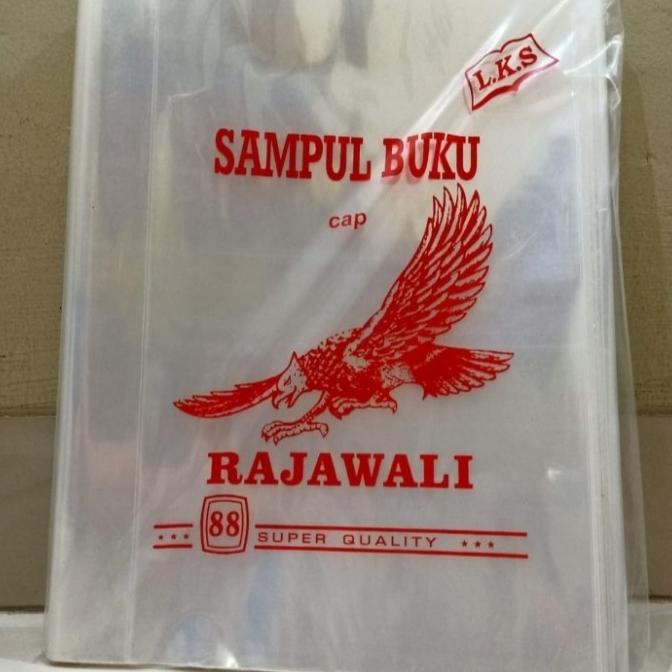 L.K.S
SAMPUL BUKU
cap
RAJAWALI
88
SUPER QUALITY